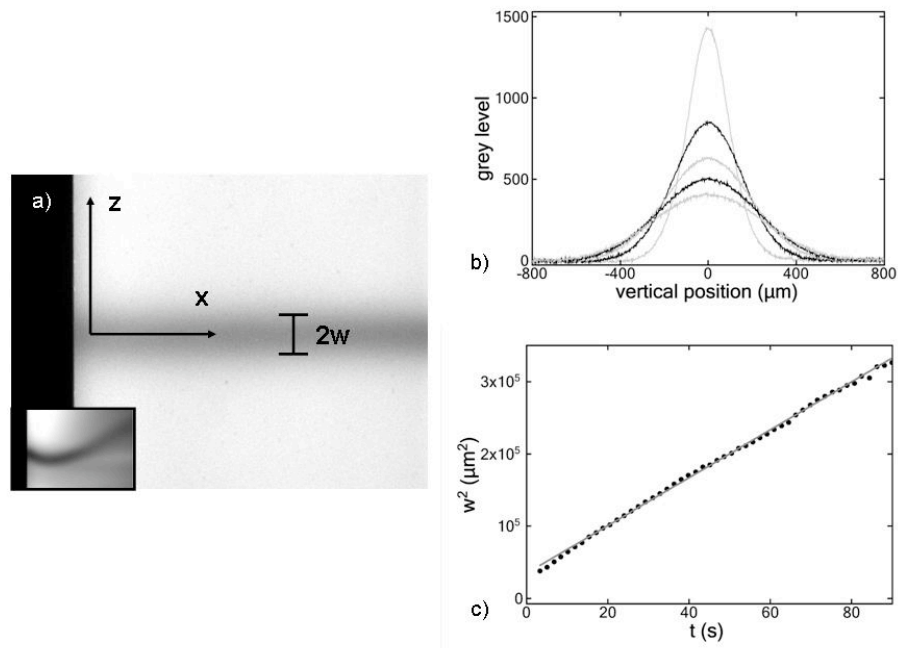 a)
z
x
2w
1500
1000
500
0
-800
-400
0
400
800
grey level
vertical position (µm)
b)
3x10⁵
2x10⁵
10⁵
0
0
20
40
60
80
w² (µm²)
t (s)
c)